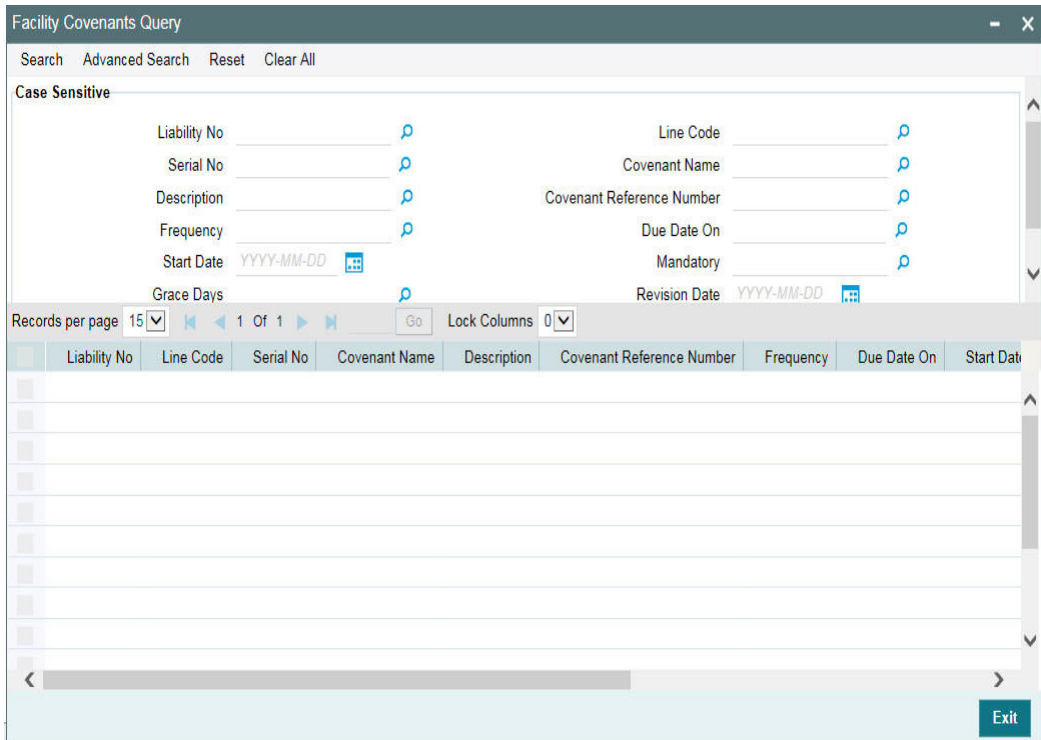 Facility Covenants Query
Search Advanced Search Reset Clear All
Case Sensitive
Liability No Line Code
Serial No Covenant Name
Description Covenant Reference Number
Frequency Due Date On
Start Date YYYY-MM-DD Mandatory
Grace Days Revision Date YYYY-MM-DD
Records per page 15 1 Of 1 Go Lock Columns 0
Liability No Line Code Serial No Covenant Name Description Covenant Reference Number Frequency Due Date On Start Date
Exit